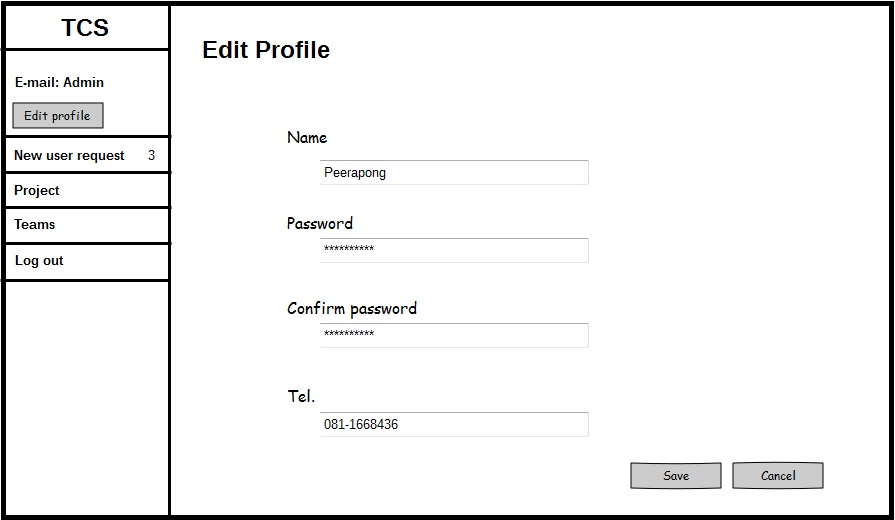 TCS
E-mail: Admin
Edit profile
New user request 3
Project
Teams
Log out
Edit Profile
Name
Peerapong
Password
**********
Confirm password
**********
Tel.
081-1668436
Save Cancel